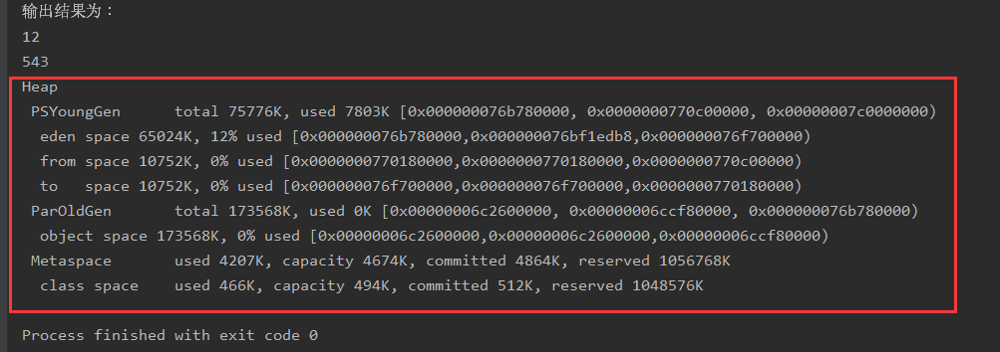 输出结果为：
12
543
Heap
PSYoungGen total 75776K, used 7803K [0x000000076b780000, 0x0000000770c00000, 0x00000007c0000000)
eden space 65024K, 12% used [0x000000076b780000,0x000000076bf1edb8,0x000000076f700000)
from space 10752K, 0% used [0x0000000770180000,0x0000000770180000,0x0000000770c00000)
to space 10752K, 0% used [0x000000076f700000,0x000000076f700000,0x0000000770180000)
ParOldGen total 173568K, used 0K [0x00000006c2600000, 0x00000006ccf80000, 0x000000076b780000)
object space 173568K, 0% used [0x00000006c2600000,0x00000006c2600000,0x00000006ccf80000)
Metaspace used 4207K, capacity 4674K, committed 4864K, reserved 1056768K
class space used 466K, capacity 494K, committed 512K, reserved 1048576K
Process finished with exit code 0